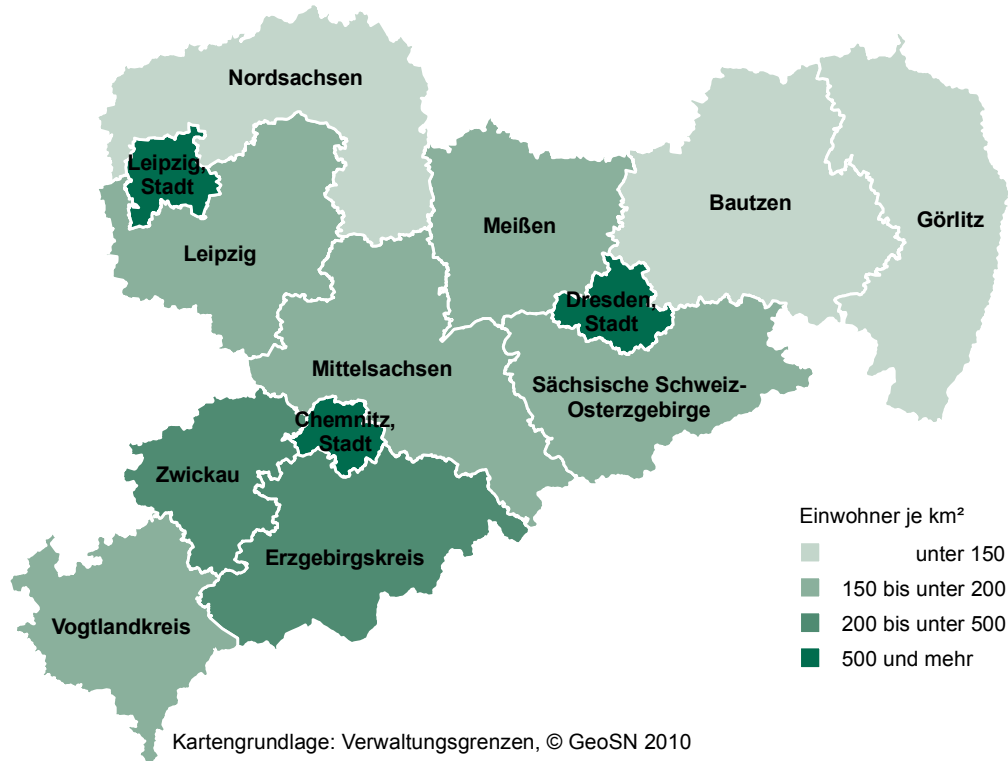 Nordsachsen
Leipzig,
Stadt
Leipzig
Meißen
Bautzen
Görlitz
Dresden,
Stadt
Mittelsachsen
Sächsische Schweiz-
Osterzgebirge
Chemnitz,
Stadt
Zwickau
Erzgebirgskreis
Vogtlandkreis
Einwohner je km²
unter 150
150 bis unter 200
200 bis unter 500
500 und mehr
Kartengrundlage: Verwaltungsgrenzen, © GeoSN 2010